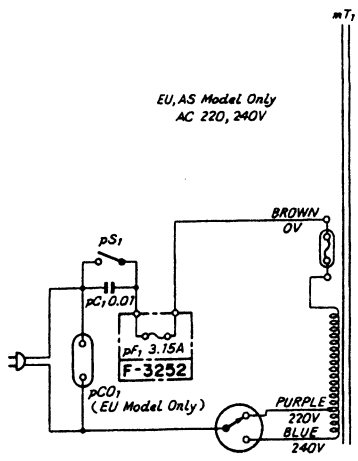 mT1
EU, AS Model Only
AC 220, 240V
BROWN
0V
pS1
pC1 0.01
pF1 3.15A
F-3252
pCO1
(EU Model Only)
PURPLE
220V
BLUE
240V